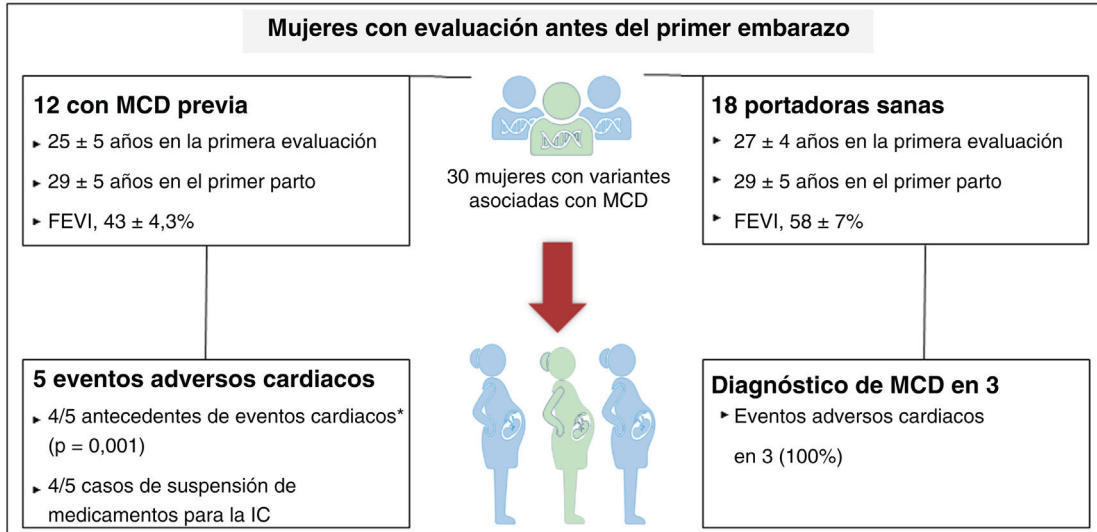 Mujeres con evaluación antes del primer embarazo
12 con MCD previa
▸ 25 ± 5 años en la primera evaluación
▸ 29 ± 5 años en el primer parto
▸ FEVI, 43 ± 4,3%
30 mujeres con variantes
asociadas con MCD
18 portadoras sanas
▸ 27 ± 4 años en la primera evaluación
▸ 29 ± 5 años en el primer parto
▸ FEVI, 58 ± 7%
5 eventos adversos cardiacos
▸ 4/5 antecedentes de eventos cardiacos*
(p = 0,001)
▸ 4/5 casos de suspensión de
medicamentos para la IC
Diagnóstico de MCD en 3
▸ Eventos adversos cardiacos
en 3 (100%)